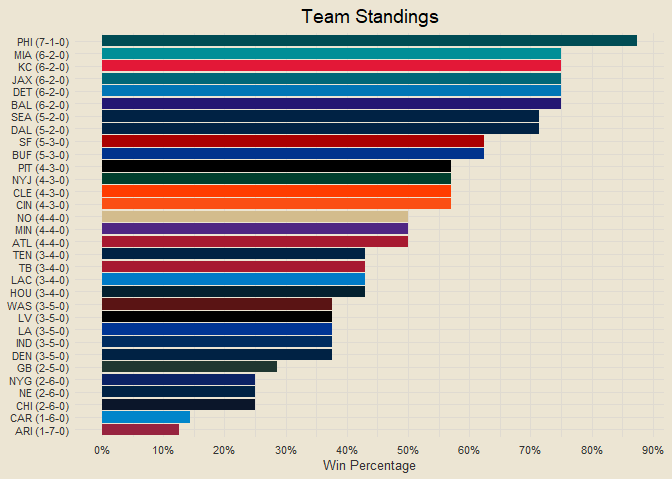 Team Standings
PHI (7-1-0)
MIA (6-2-0)
KC (6-2-0)
JAX (6-2-0)
DET (6-2-0)
BAL (6-2-0)
SEA (5-2-0)
DAL (5-2-0)
SF (5-3-0)
BUF (5-3-0)
PIT (4-3-0)
NYJ (4-3-0)
CLE (4-3-0)
CIN (4-3-0)
NO (4-4-0)
MIN (4-4-0)
ATL (4-4-0)
TEN (3-4-0)
TB (3-4-0)
LAC (3-4-0)
HOU (3-4-0)
WAS (3-5-0)
LV (3-5-0)
LA (3-5-0)
IND (3-5-0)
DEN (3-5-0)
GB (2-5-0)
NYG (2-6-0)
NE (2-6-0)
CHI (2-6-0)
CAR (1-6-0)
ARI (1-7-0)
0% 10% 20% 30% 40% 50% 60% 70% 80% 90%
Win Percentage